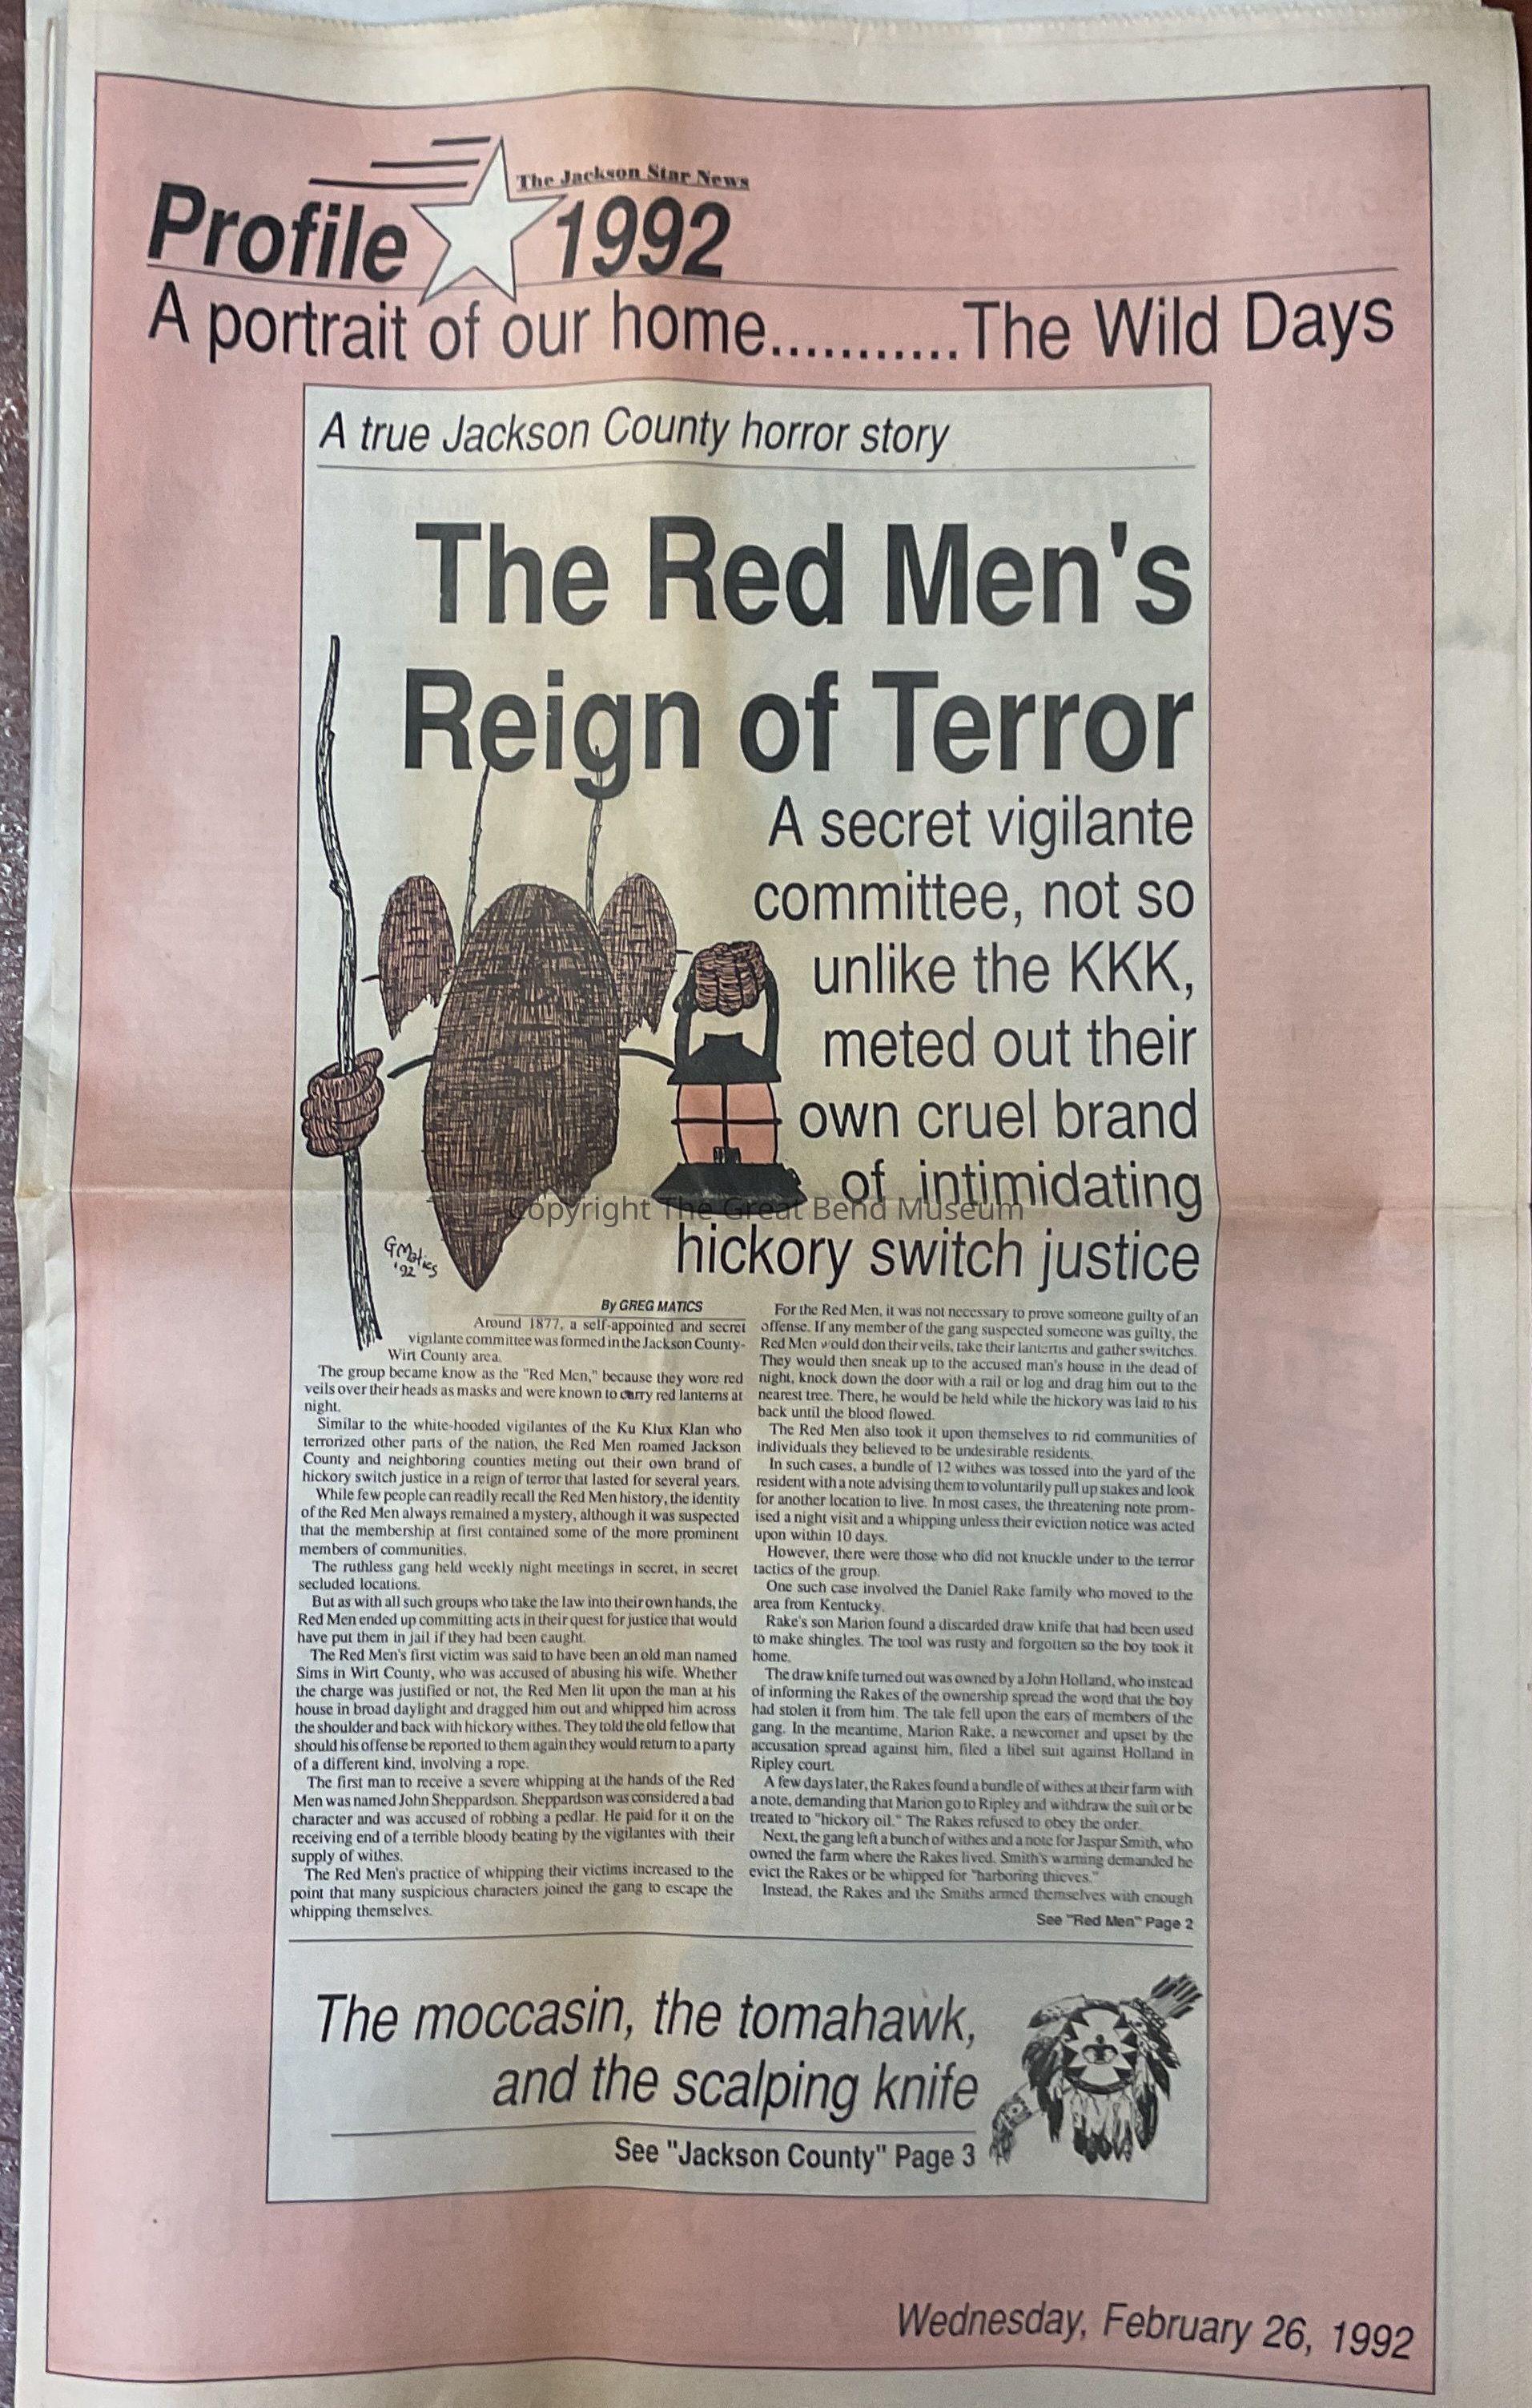 The Jackson Star News
Profile 1992
A portrait of our home...........The Wild Days
A true Jackson County horror story
The Red Men's
Reign of Terror
A secret vigilante
committee, not so
unlike the KKK,
meted out their
own cruel brand
of intimidating
hickory switch justice
Copyright The Great Bend Museum
G Matics
'92
By GREG MATICS
Around 1877, a self-appointed and secret
vigilante committee was formed in the Jackson County-
Wirt County area.
The group became know as the "Red Men," because they wore red
veils over their heads as masks and were known to carry red lanterns at
night.
Similar to the white-hooded vigilantes of the Ku Klux Klan who
terrorized other parts of the nation, the Red Men roamed Jackson
County and neighboring counties meting out their own brand of
hickory switch justice in a reign of terror that lasted for several years.
While few people can readily recall the Red Men history, the identity
of the Red Men always remained a mystery, although it was suspected
that the membership at first contained some of the more prominent
members of communities.
The ruthless gang held weekly night meetings in secret, in secret
secluded locations.
But as with all such groups who take the law into their own hands, the
Red Men ended up committing acts in their quest for justice that would
have put them in jail if they had been caught.
The Red Men's first victim was said to have been an old man named
Sims in Wirt County, who was accused of abusing his wife. Whether
the charge was justified or not, the Red Men lit upon the man at his
house in broad daylight and dragged him out and whipped him across
the shoulder and back with hickory withes. They told the old fellow that
should his offense be reported to them again they would return to a party
of a different kind, involving a rope.
The first man to receive a severe whipping at the hands of the Red
Men was named John Sheppardson. Sheppardson was considered a bad
character and was accused of robbing a pedlar. He paid for it on the
receiving end of a terrible bloody beating by the vigilantes with their
supply of withes.
The Red Men's practice of whipping their victims increased to the
point that many suspicious characters joined the gang to escape the
whipping themselves.
For the Red Men, it was not necessary to prove someone guilty of an
offense. If any member of the gang suspected someone was guilty, the
Red Men would don their veils, take their lanterns and gather switches.
They would then sneak up to the accused man's house in the dead of
night, knock down the door with a rail or log and drag him out to the
nearest tree. There, he would be held while the hickory was laid to his
back until the blood flowed.
The Red Men also took it upon themselves to rid communities of
individuals they believed to be undesirable residents.
In such cases, a bundle of 12 withes was tossed into the yard of the
resident with a note advising them to voluntarily pull up stakes and look
for another location to live. In most cases, the threatening note prom-
ised a night visit and a whipping unless their eviction notice was acted
upon within 10 days.
However, there were those who did not knuckle under to the terror
tactics of the group.
One such case involved the Daniel Rake family who moved to the
area from Kentucky.
Rake's son Marion found a discarded draw knife that had been used
to make shingles. The tool was rusty and forgotten so the boy took it
home.
The draw knife turned out was owned by a John Holland, who instead
of informing the Rakes of the ownership spread the word that the boy
had stolen it from him. The tale fell upon the ears of members of the
gang. In the meantime, Marion Rake, a newcomer and upset by the
accusation spread against him, filed a libel suit against Holland in
Ripley court.
A few days later, the Rakes found a bundle of withes at their farm with
a note, demanding that Marion go to Ripley and withdraw the suit or be
treated to "hickory oil." The Rakes refused to obey the order.
Next, the gang left a bunch of withes and a note for Jaspar Smith, who
owned the farm where the Rakes lived. Smith's warning demanded he
evict the Rakes or be whipped for "harboring thieves."
Instead, the Rakes and the Smiths armed themselves with enough
See "Red Men" Page 2
The moccasin, the tomahawk,
and the scalping knife
See "Jackson County" Page 3
Wednesday, February 26, 1992